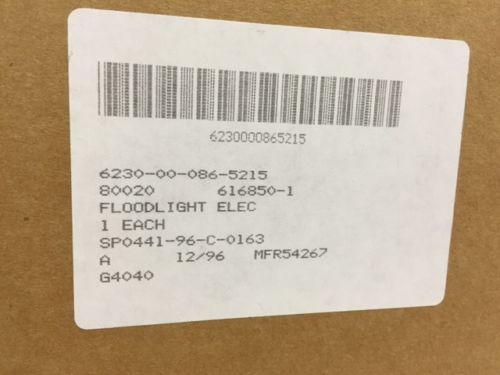 6230000865215
6230-00-086-5215
80020 616850-1
FLOODLIGHT ELEC
1 EACH
SP0441-96-C-0163
A 12/96 MFR54267
G4040